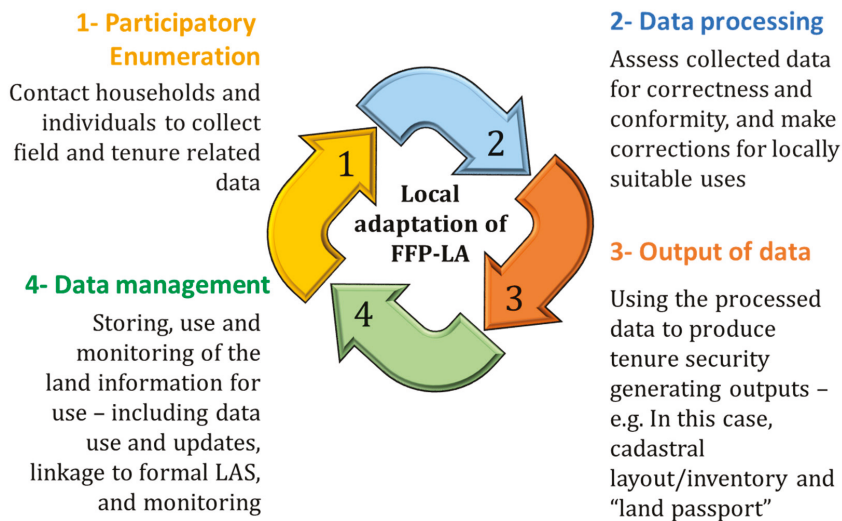 1- Participatory
Enumeration
Contact households and
individuals to collect
field and tenure related
data
2- Data processing
Assess collected data
for correctness and
conformity, and make
corrections for locally
suitable uses
1
2
Local
adaptation of
FFP-LA
3
4
3- Output of data
Using the processed
data to produce
tenure security
generating outputs –
e.g. In this case,
cadastral
layout/inventory and
“land passport”
4- Data management
Storing, use and
monitoring of the
land information for
use – including data
use and updates,
linkage to formal LAS,
and monitoring